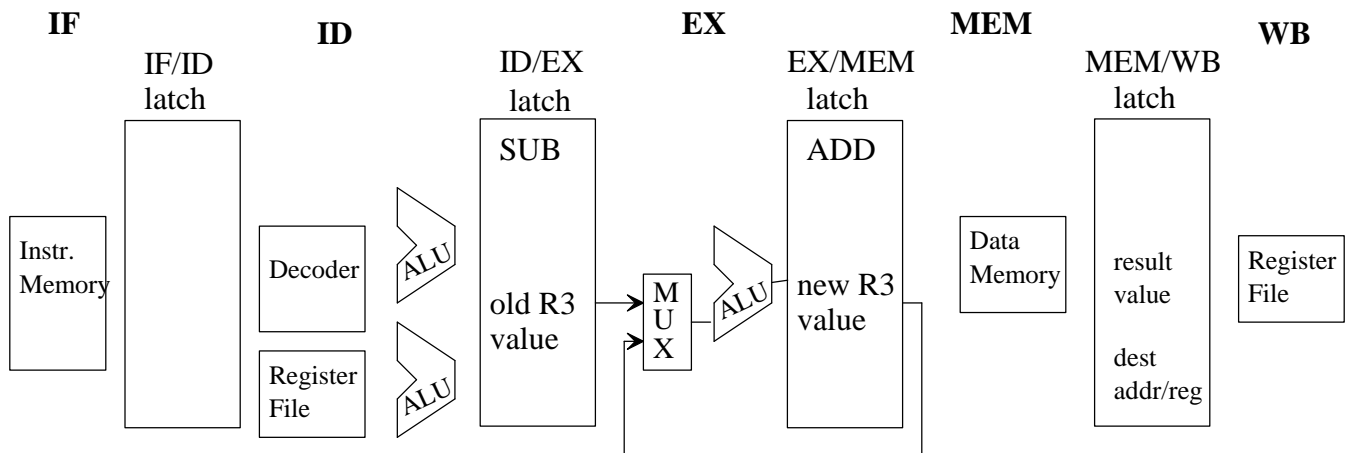 IF
ID
EX
MEM
WB
IF/ID
latch
ID/EX
latch
EX/MEM
latch
MEM/WB
latch
SUB
ADD
Instr.
Memory
Decoder
ALU
old R3
value
M
U
X
ALU
new R3
value
Data
Memory
result
value
Register
File
Register
File
ALU
dest
addr/reg